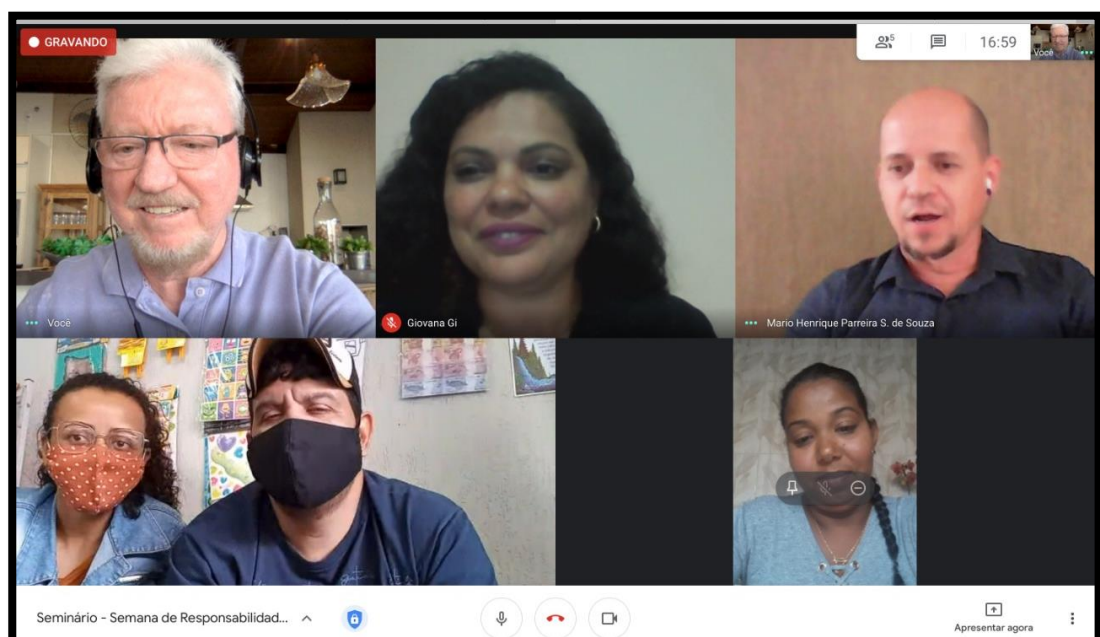 GRAVANDO
5
16:59
Você
Você
Giovana Gi
Mario Henrique Parreira S. de Souza
Seminário - Semana de Responsabilidad...
Apresentar agora